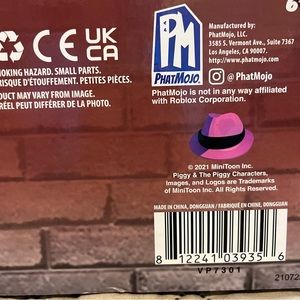 Manufactured by:
PhatMojo, LLC
3585 S. Vermont Ave., Suite 7367
Los Angeles, CA 90007.
www.phatmojo.com
UK
CA
PM
PHATMOJO
@ PhatMojo
OKING HAZARD. SMALL PARTS.
RISQUE D'ÉTOUFFEMENT. PETITES PIÈCES.
DUCT MAY VARY FROM IMAGE.
RÉEL PEUT DIFFÉRER DE LA PHOTO.
PhatMojo is not in any way affiliated
with Roblox Corporation.
© 2021 MiniToon Inc.
Piggy & The Piggy Characters,
Images, and Logos are Trademarks
of MiniToon Inc. All Rights Reserved.
MADE IN CHINA, DONGGUAN / FABRIQUÉ EN CHINE, DONGGUAN
8 12241 03935 6
VP7301
21072